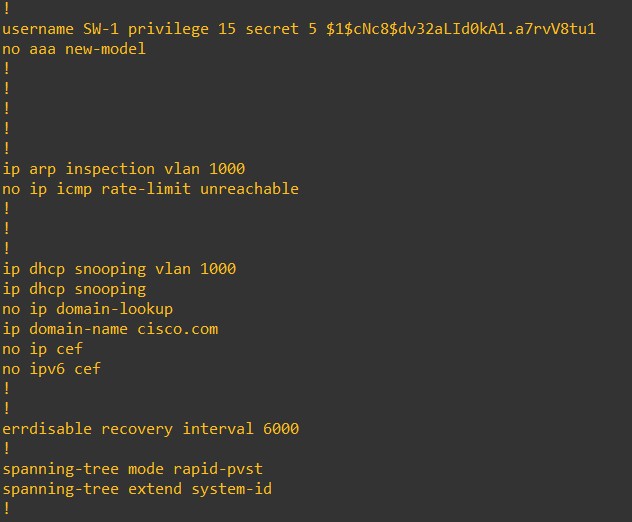 !
username SW-1 privilege 15 secret 5 $1$cNc8$dv32aLId0kA1.a7rvV8tu1
no aaa new-model
!
!
!
!
!
ip arp inspection vlan 1000
no ip icmp rate-limit unreachable
!
!
!
ip dhcp snooping vlan 1000
ip dhcp snooping
no ip domain-lookup
ip domain-name cisco.com
no ip cef
no ipv6 cef
!
!
errdisable recovery interval 6000
!
spanning-tree mode rapid-pvst
spanning-tree extend system-id
!